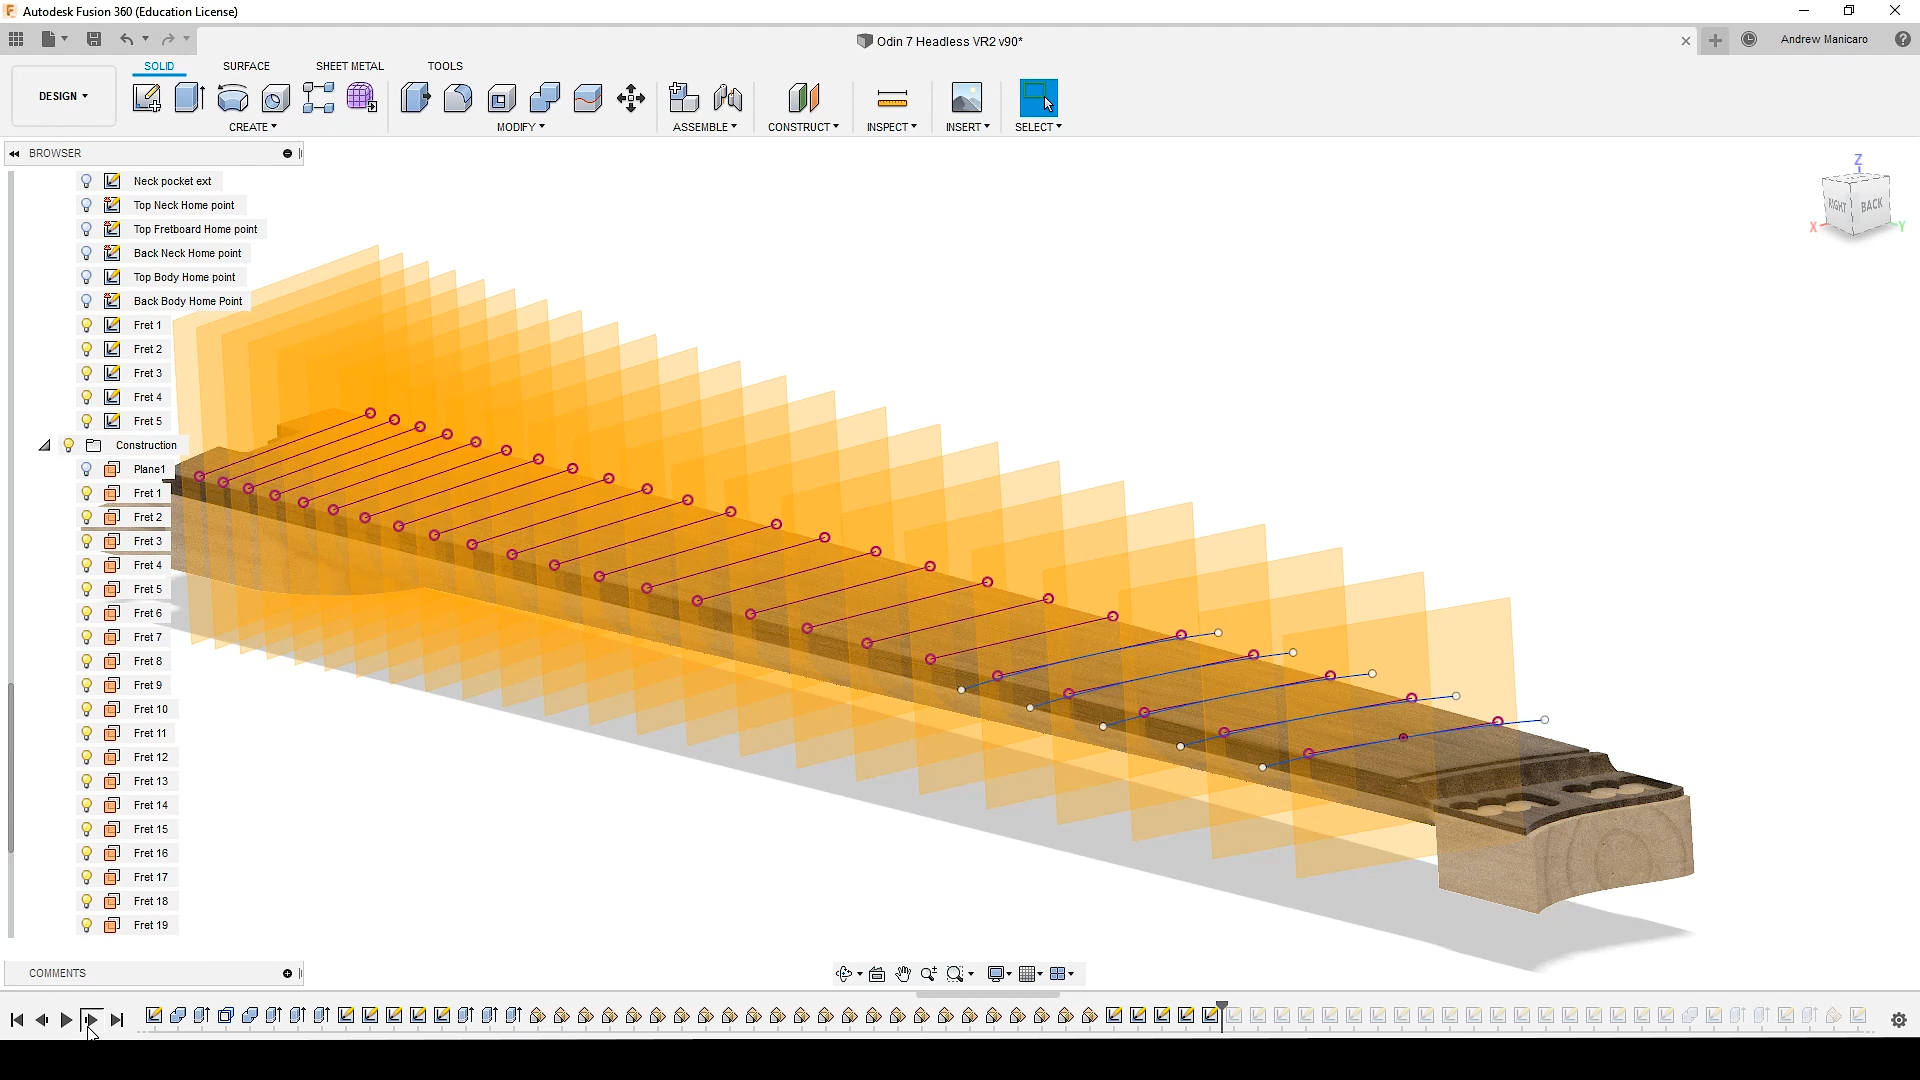 Autodesk Fusion 360 (Education License)
Odin 7 Headless VR2 v90*
Andrew Manicaro
SOLID SURFACE SHEET METAL TOOLS
DESIGN
CREATE MODIFY ASSEMBLE CONSTRUCT INSPECT INSERT SELECT
BROWSER
Neck pocket ext
Top Neck Home point
Top Fretboard Home point
Back Neck Home point
Top Body Home point
Back Body Home Point
Fret 1
Fret 2
Fret 3
Fret 4
Fret 5
Construction
Plane1
Fret 1
Fret 2
Fret 3
Fret 4
Fret 5
Fret 6
Fret 7
Fret 8
Fret 9
Fret 10
Fret 11
Fret 12
Fret 13
Fret 14
Fret 15
Fret 16
Fret 17
Fret 18
Fret 19
Z
RIGHT BACK
X Y
COMMENTS